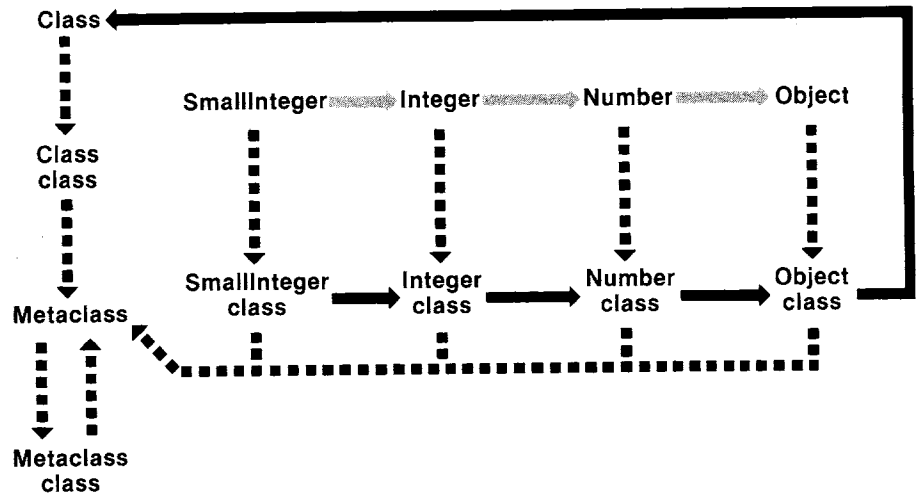 Class
SmallInteger Integer Number Object
Class
class
SmallInteger Integer Number Object
class class class class
Metaclass
Metaclass
class